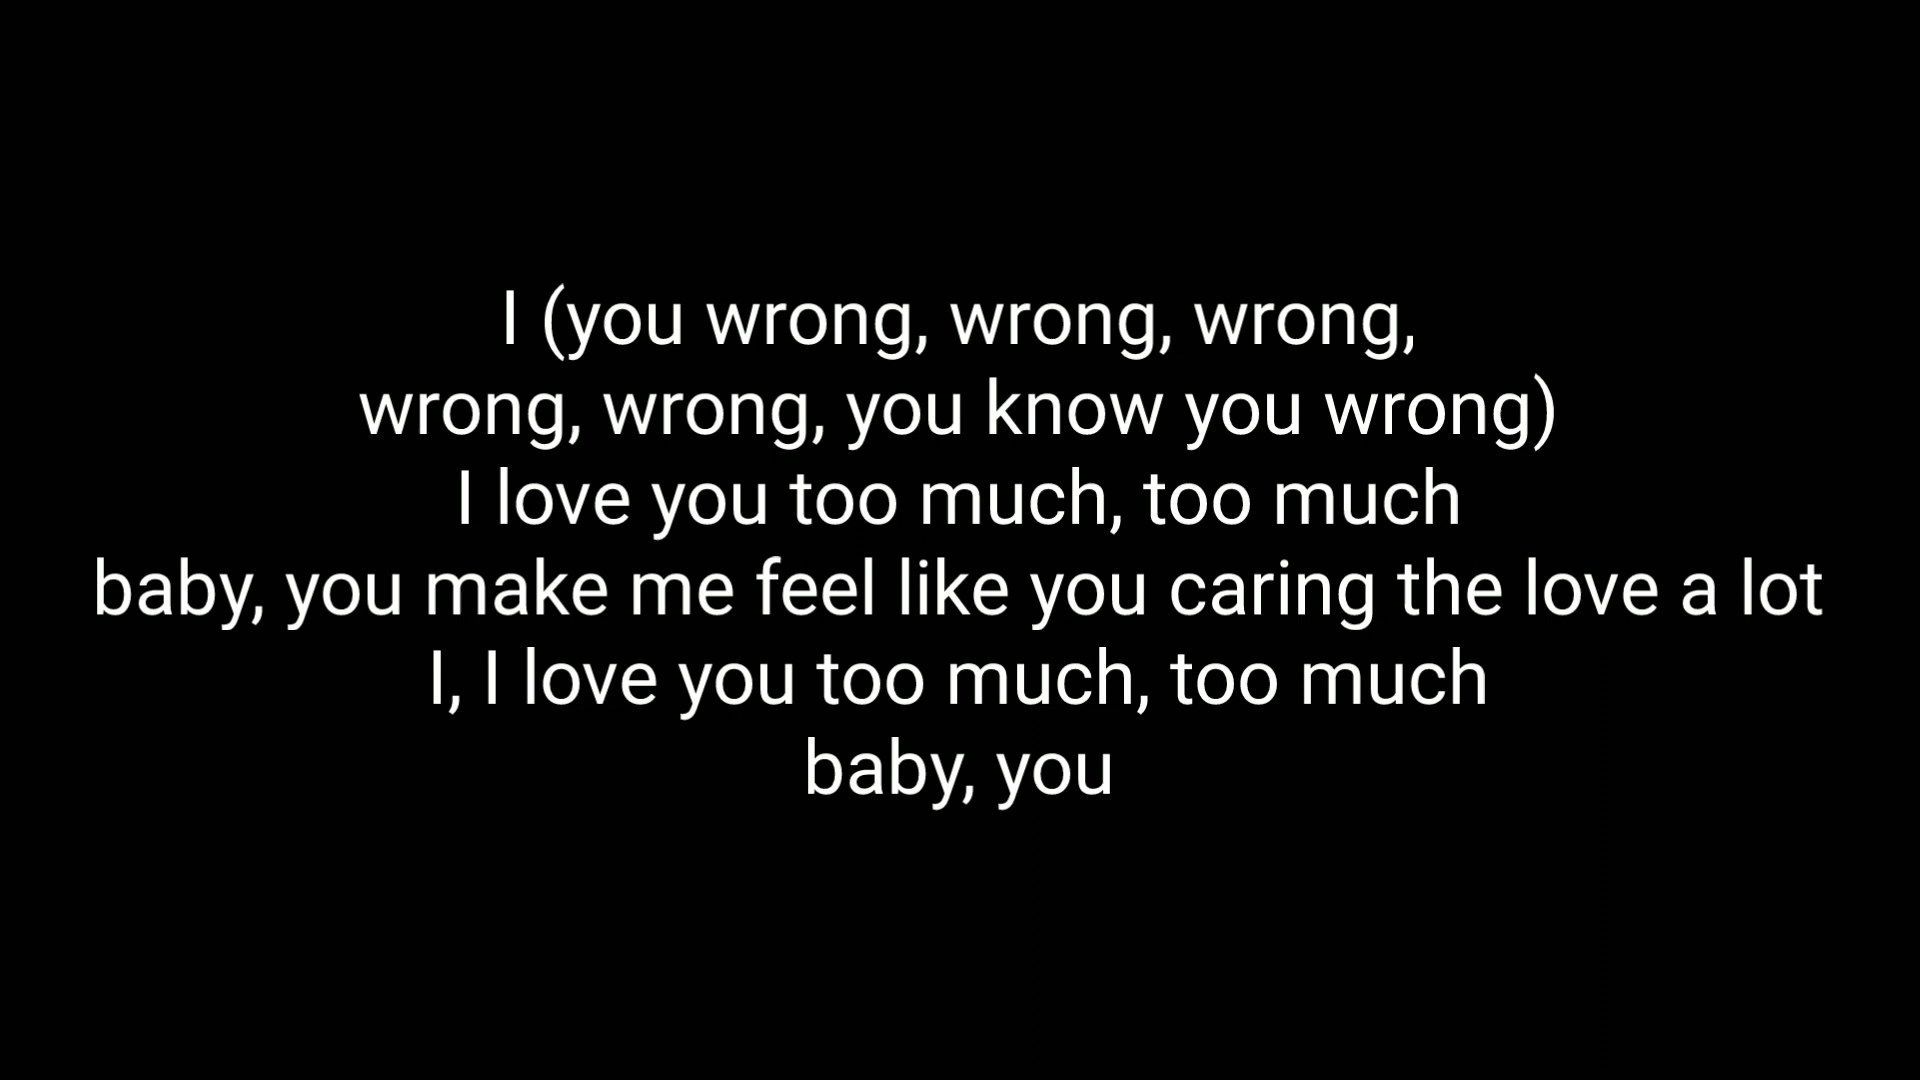 I (you wrong, wrong, wrong,
wrong, wrong, you know you wrong)
I love you too much, too much
baby, you make me feel like you caring the love a lot
I, I love you too much, too much
baby, you